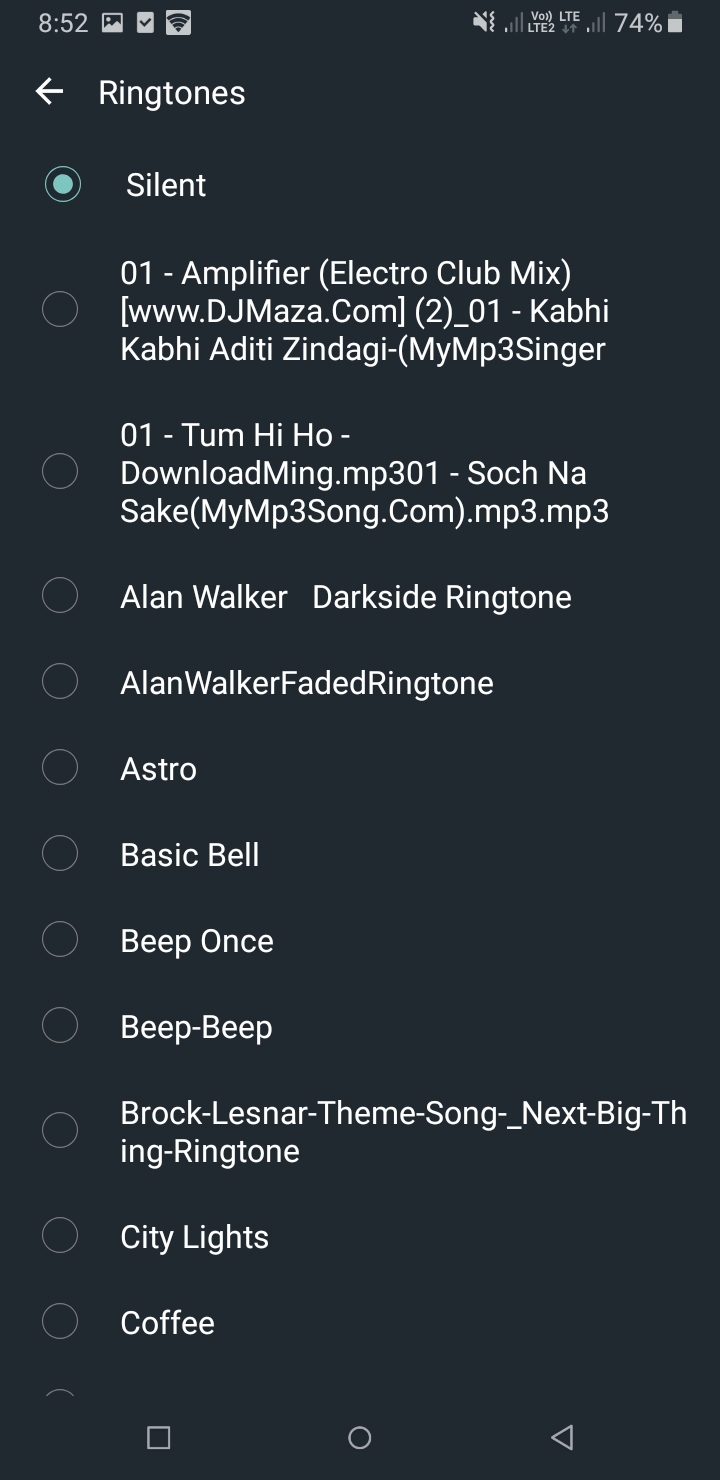 8:52 Vo)) LTE 74%
LTE2
Ringtones
Silent
01 - Amplifier (Electro Club Mix)
[www.DJMaza.Com] (2)_01 - Kabhi
Kabhi Aditi Zindagi-(MyMp3Singer
01 - Tum Hi Ho -
DownloadMing.mp301 - Soch Na
Sake(MyMp3Song.Com).mp3.mp3
Alan Walker   Darkside Ringtone
AlanWalkerFadedRingtone
Astro
Basic Bell
Beep Once
Beep-Beep
Brock-Lesnar-Theme-Song-_Next-Big-Th
ing-Ringtone
City Lights
Coffee